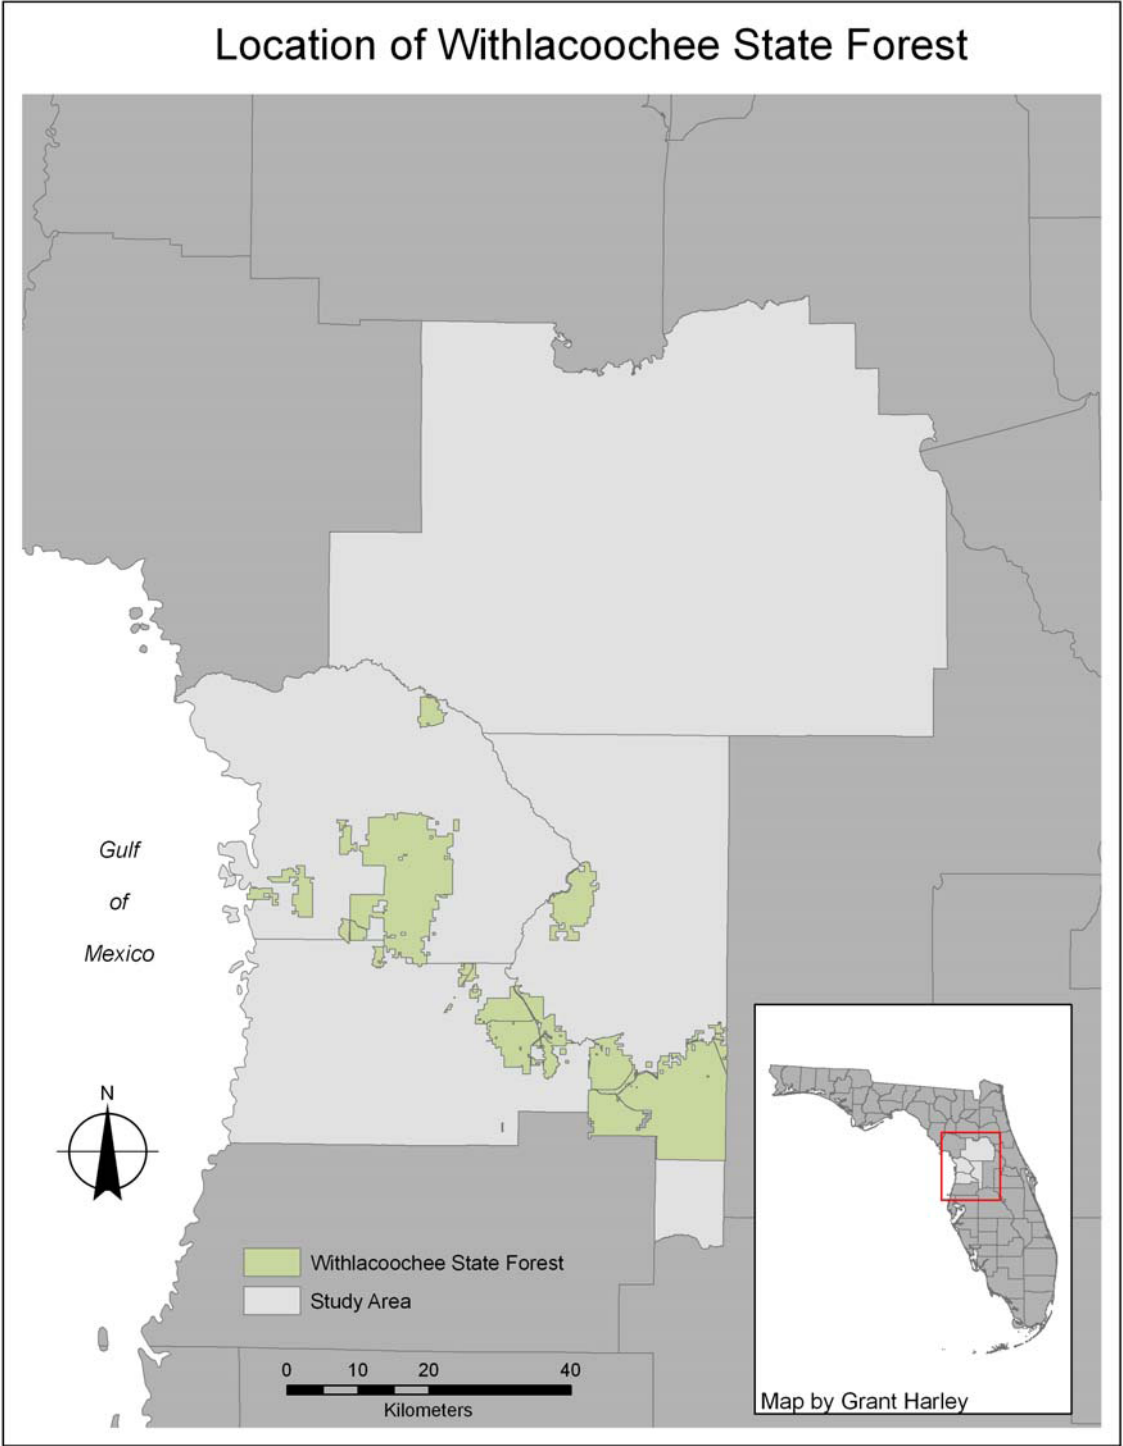 Location of Withlacoochee State Forest
Gulf
of
Mexico
N
Withlacoochee State Forest
Study Area
0 10 20 40
Kilometers
Map by Grant Harley